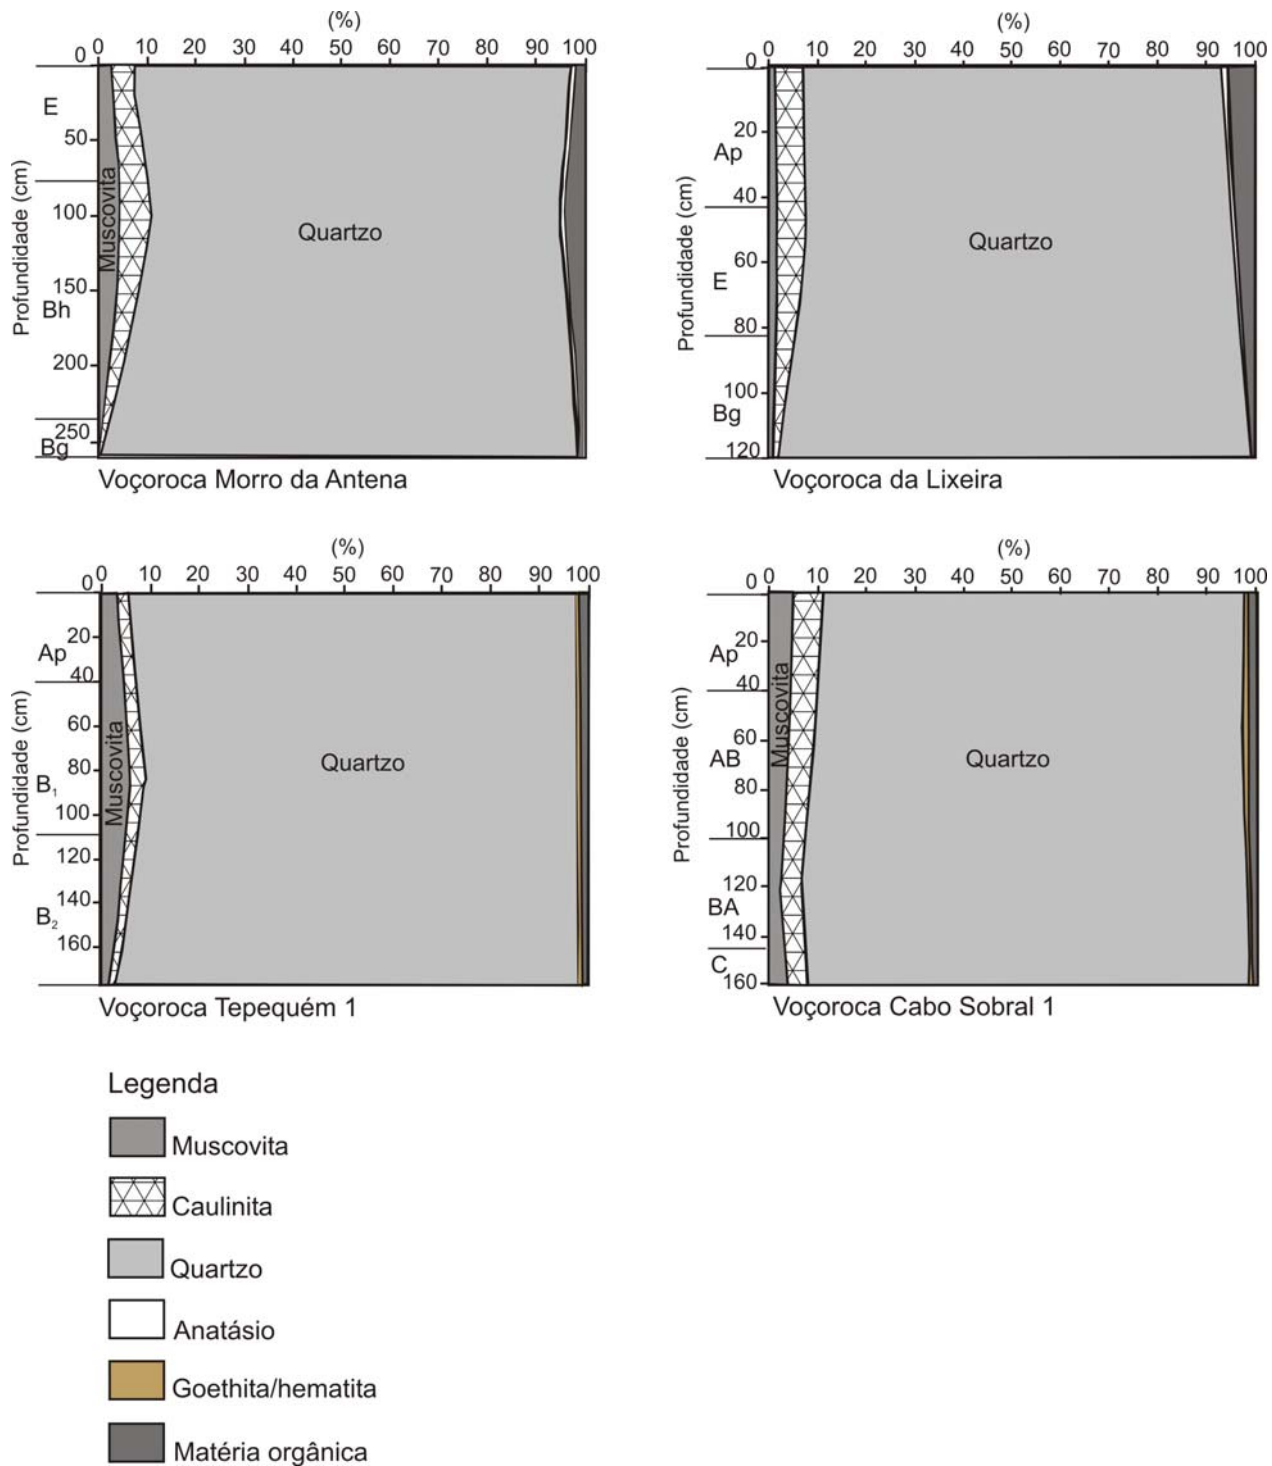 (%)
0 10 20 30 40 50 60 70 80 90 100
0
E
50
100
150
Bh
200
250
Bg
Profundidade (cm)
Muscovita
Quartzo
Voçoroca Morro da Antena
(%)
0 10 20 30 40 50 60 70 80 90 100
0
20
Ap
40
60
E
80
100
Bg
120
Profundidade (cm)
Quartzo
Voçoroca da Lixeira
(%)
0 10 20 30 40 50 60 70 80 90 100
0
20
Ap
40
60
80
B1
100
120
140
B2
160
Profundidade (cm)
Muscovita
Quartzo
Voçoroca Tepequém 1
(%)
0 10 20 30 40 50 60 70 80 90 100
0
20
Ap
40
60
AB
80
100
120
BA
140
C
160
Profundidade (cm)
Muscovita
Quartzo
Voçoroca Cabo Sobral 1
Legenda
Muscovita
Caulinita
Quartzo
Anatásio
Goethita/hematita
Matéria orgânica